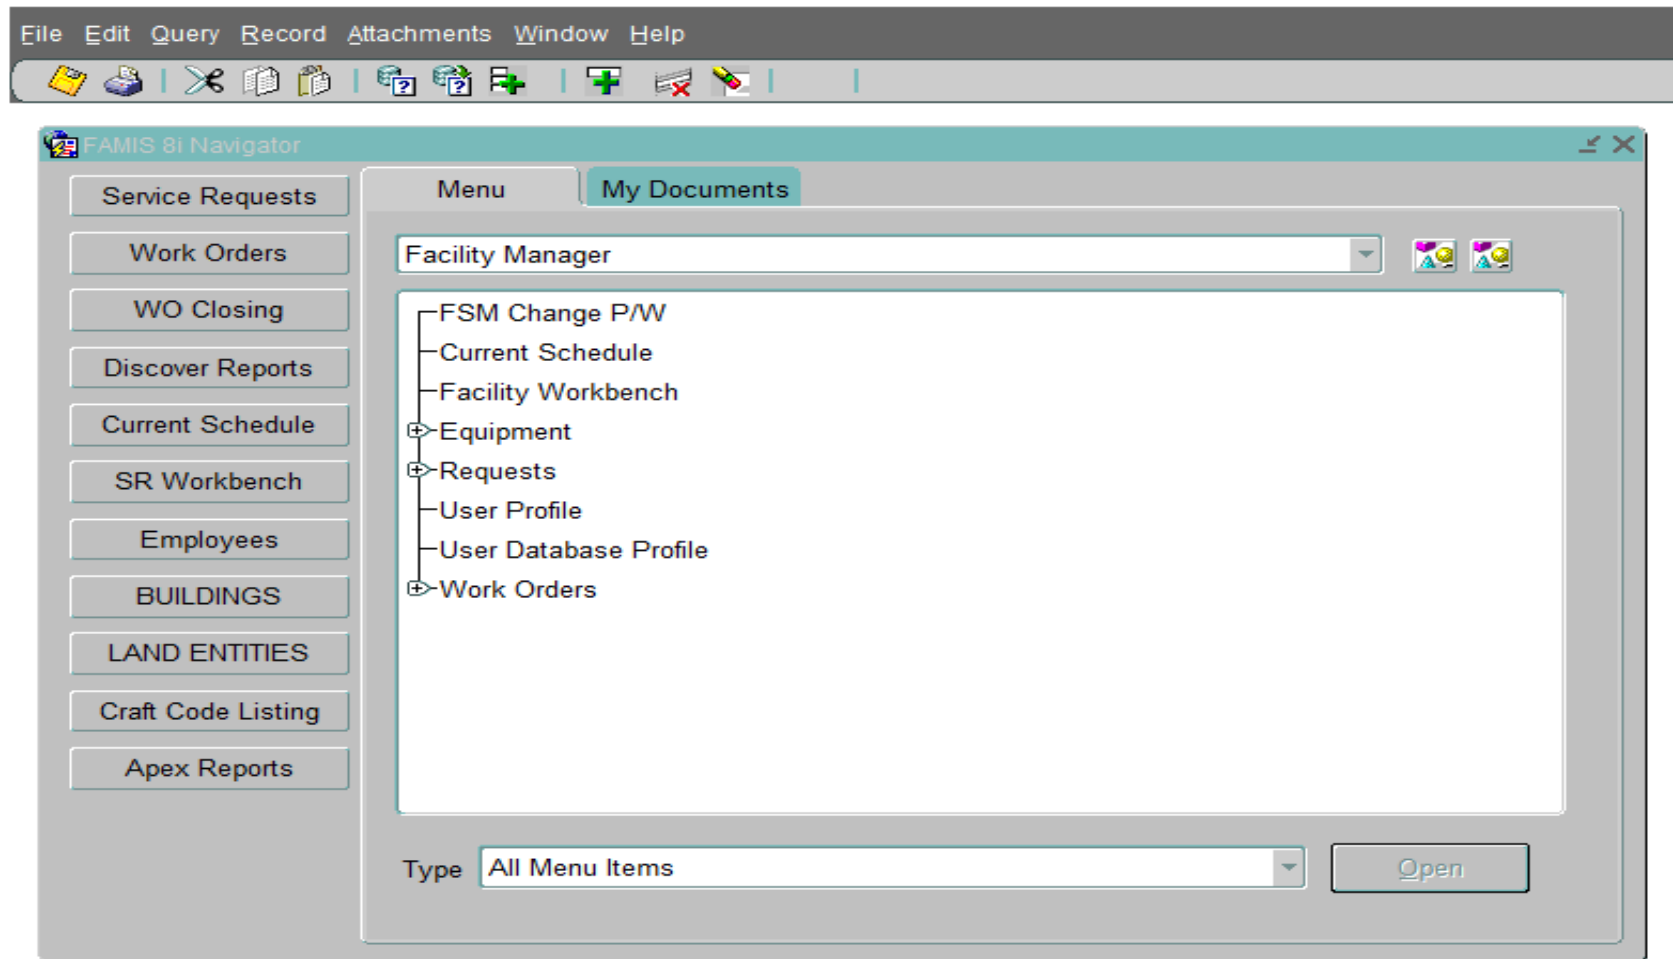 File Edit Query Record Attachments Window Help
FAMIS 8i Navigator
Service Requests
Work Orders
WO Closing
Discover Reports
Current Schedule
SR Workbench
Employees
BUILDINGS
LAND ENTITIES
Craft Code Listing
Apex Reports
Menu My Documents
Facility Manager
FSM Change P/W
Current Schedule
Facility Workbench
Equipment
Requests
User Profile
User Database Profile
Work Orders
Type All Menu Items Open